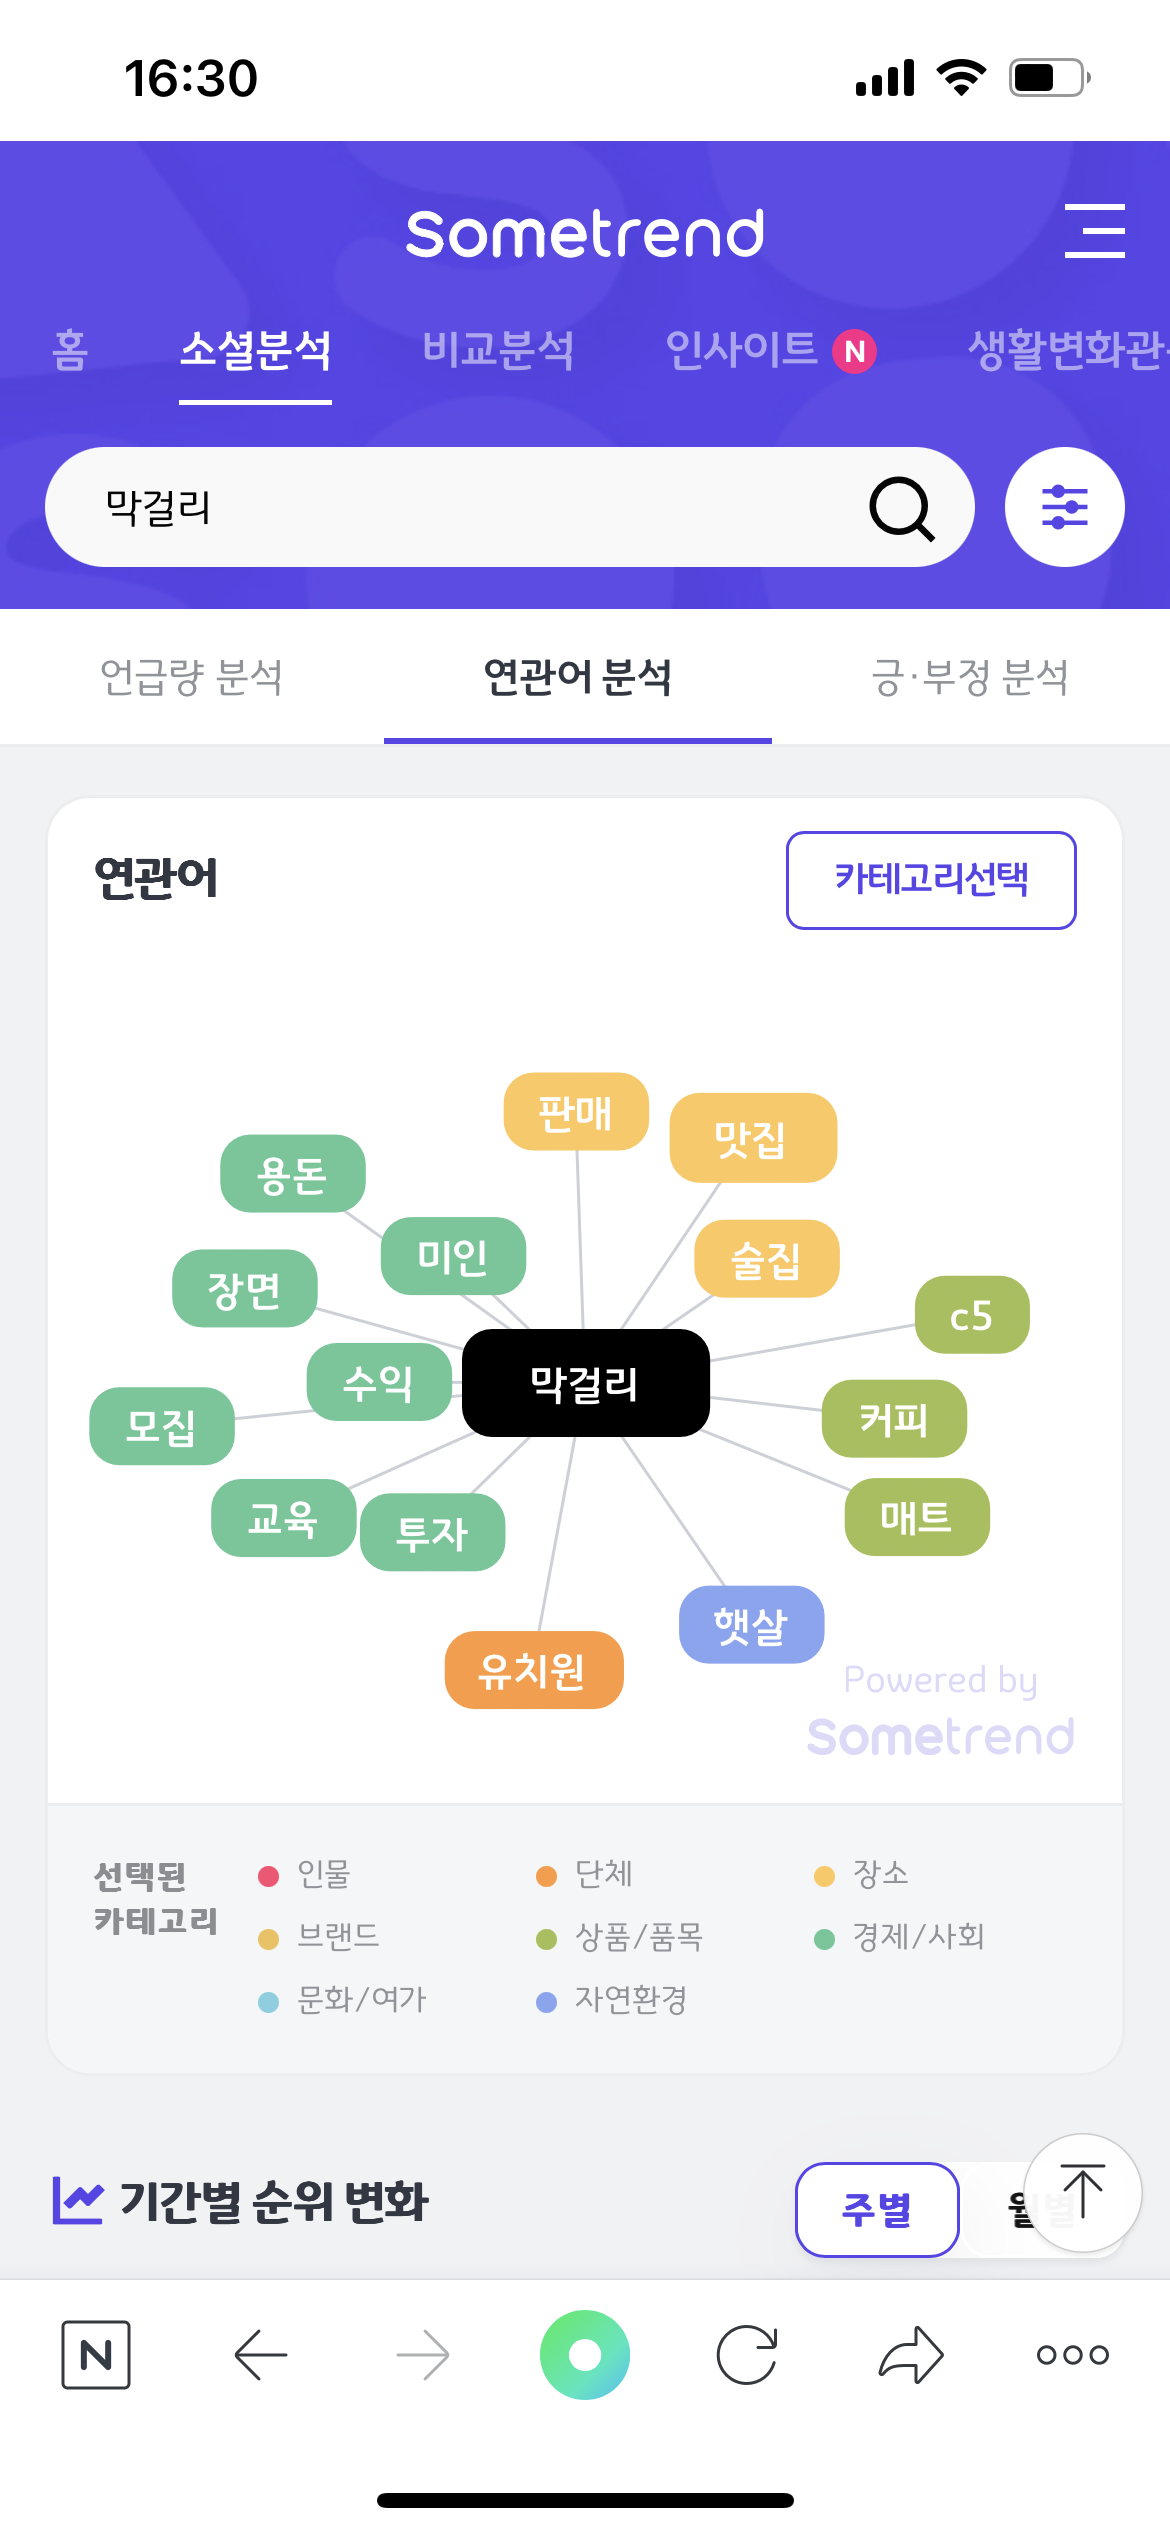 16:30
Sometrend
홈 소셜분석 비교분석 인사이트 N 생활변화관
막걸리
언급량 분석 연관어 분석 긍·부정 분석
연관어 카테고리선택
판매
맛집
용돈
미인
술집
장면
c5
수익
막걸리
모집
커피
교육
투자
매트
햇살
유치원
Powered by
Sometrend
선택된
카테고리
인물 단체 장소
브랜드 상품/품목 경제/사회
문화/여가 자연환경
기간별 순위 변화 주별 월별
N